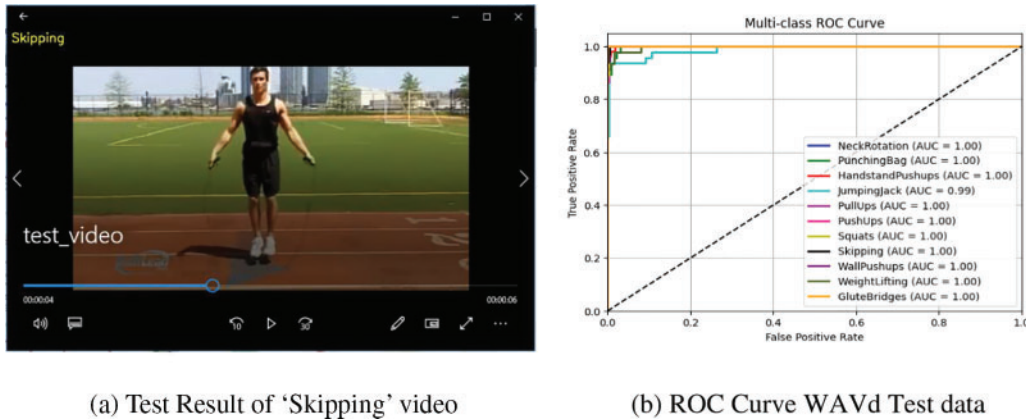 Skipping
test_video
00:00:04
00:00:06
10
30
(a) Test Result of ‘Skipping’ video
Multi-class ROC Curve
True Positive Rate
1.0
0.8
0.6
0.4
0.2
0.0
NeckRotation (AUC = 1.00)
PunchingBag (AUC = 1.00)
HandstandPushups (AUC = 1.00)
JumpingJack (AUC = 0.99)
PullUps (AUC = 1.00)
PushUps (AUC = 1.00)
Squats (AUC = 1.00)
Skipping (AUC = 1.00)
WallPushups (AUC = 1.00)
WeightLifting (AUC = 1.00)
GluteBridges (AUC = 1.00)
0.0 0.2 0.4 0.6 0.8 1.0
False Positive Rate
(b) ROC Curve WAVd Test data